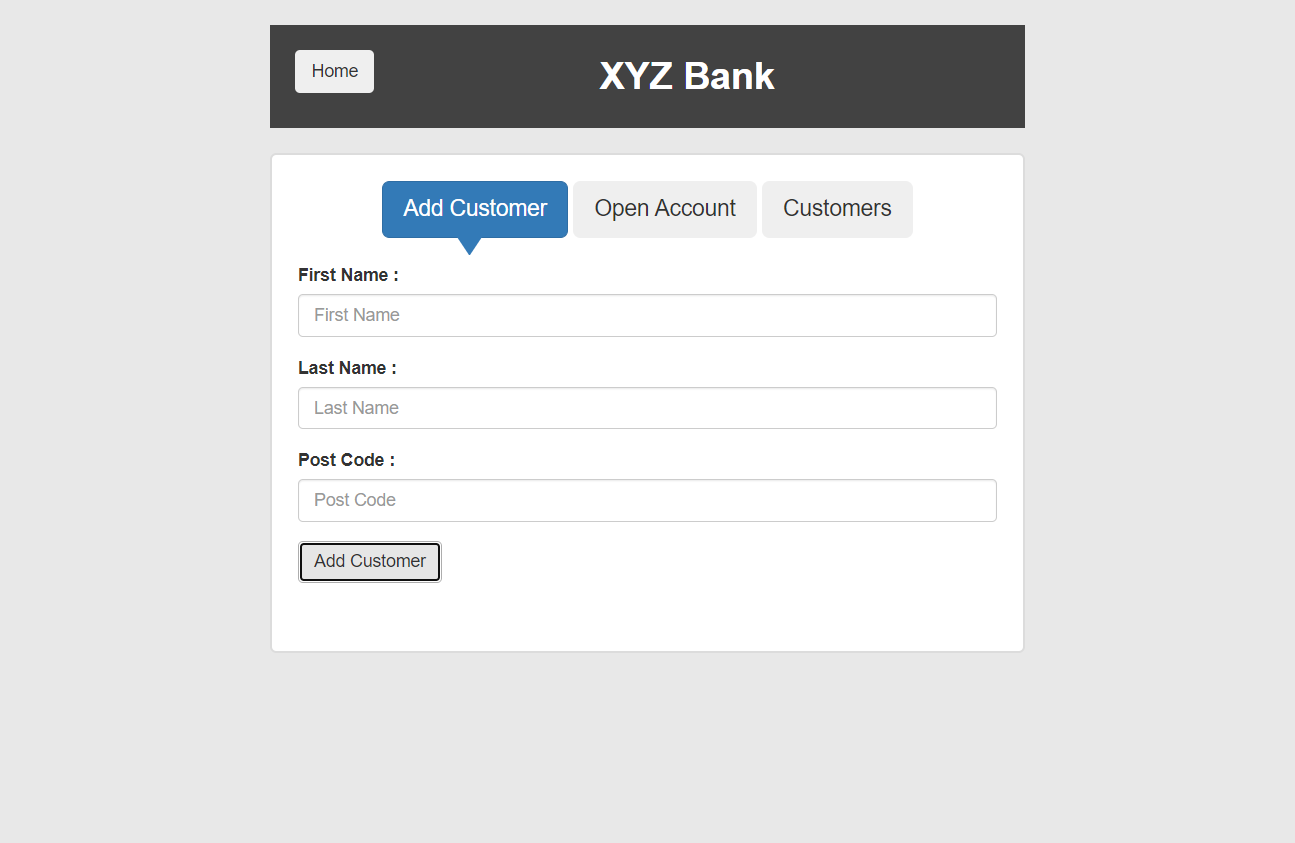 Home
XYZ Bank
Add Customer
Open Account
Customers
First Name :
First Name
Last Name :
Last Name
Post Code :
Post Code
Add Customer